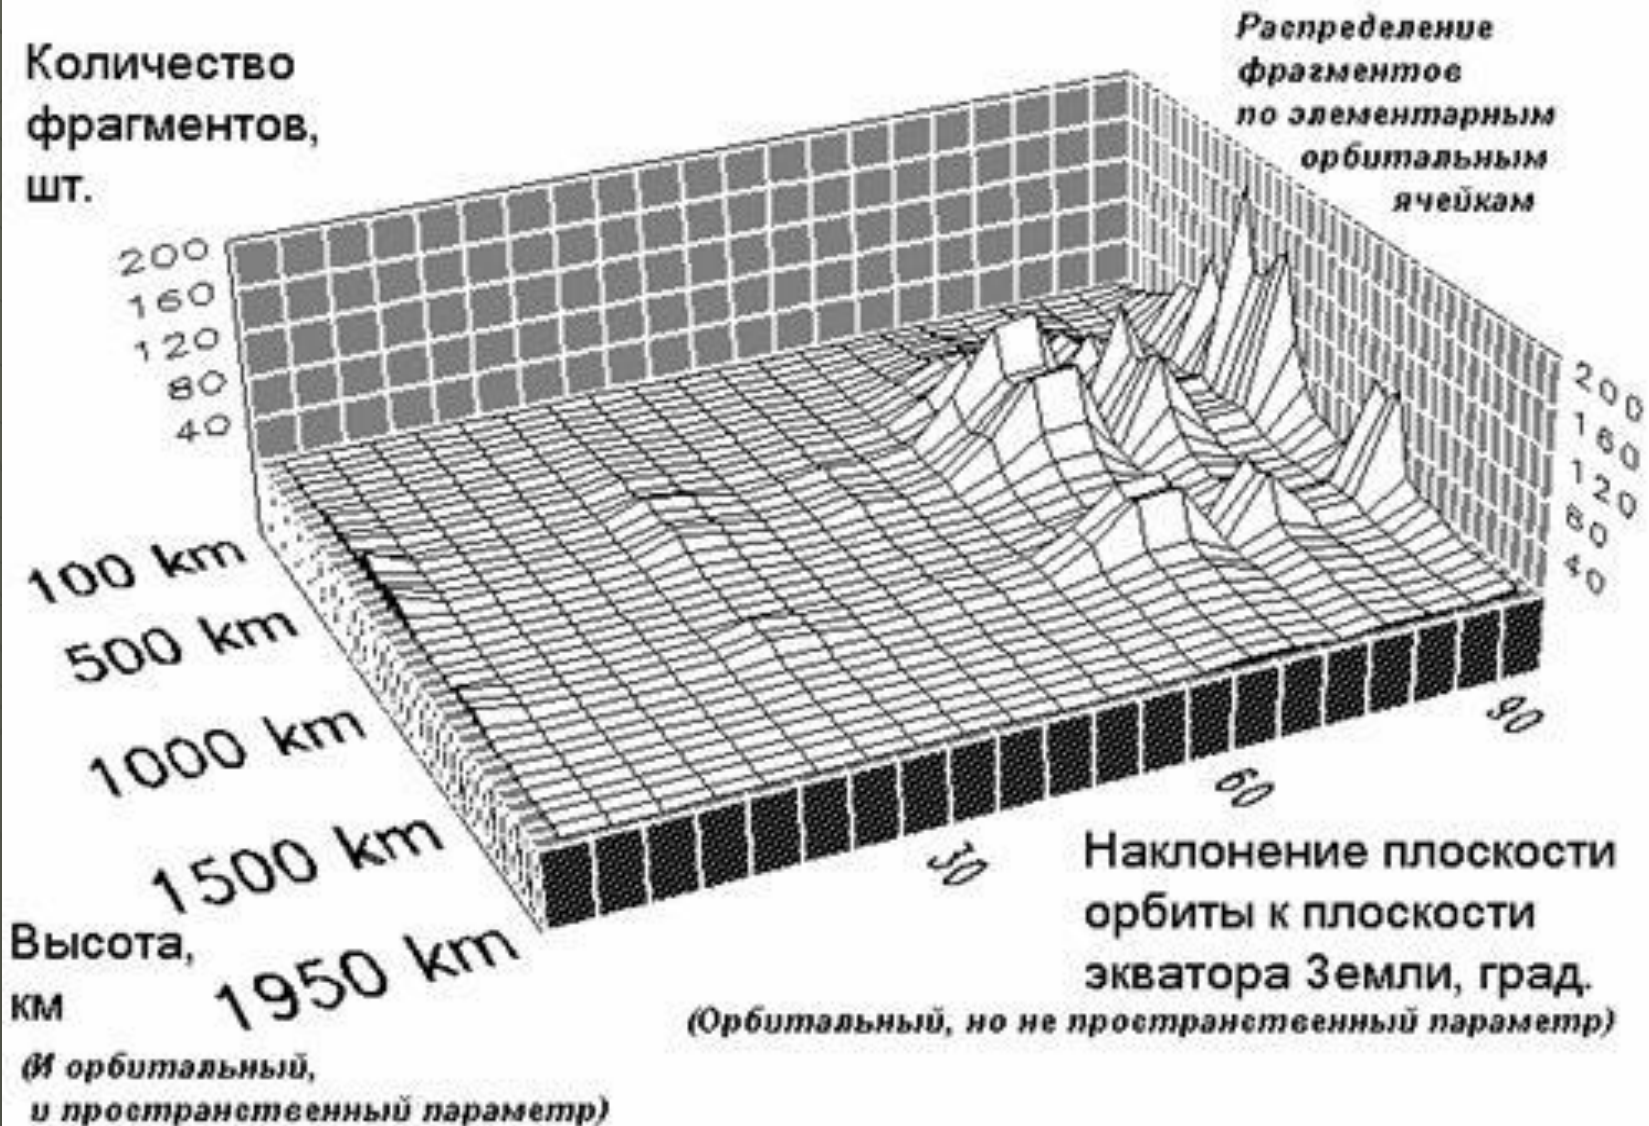 Количество
фрагментов,
шт.
Распределение
фрагментов
по элементарным
орбитальным
ячейкам
200
160
120
80
40
200
160
120
80
40
100 km
500 km
1000 km
1500 km
1950 km
30
60
90
Высота,
км
(И орбитальный,
и пространственный параметр)
Наклонение плоскости
орбиты к плоскости
экватора Земли, град.
(Орбитальный, но не пространственный параметр)